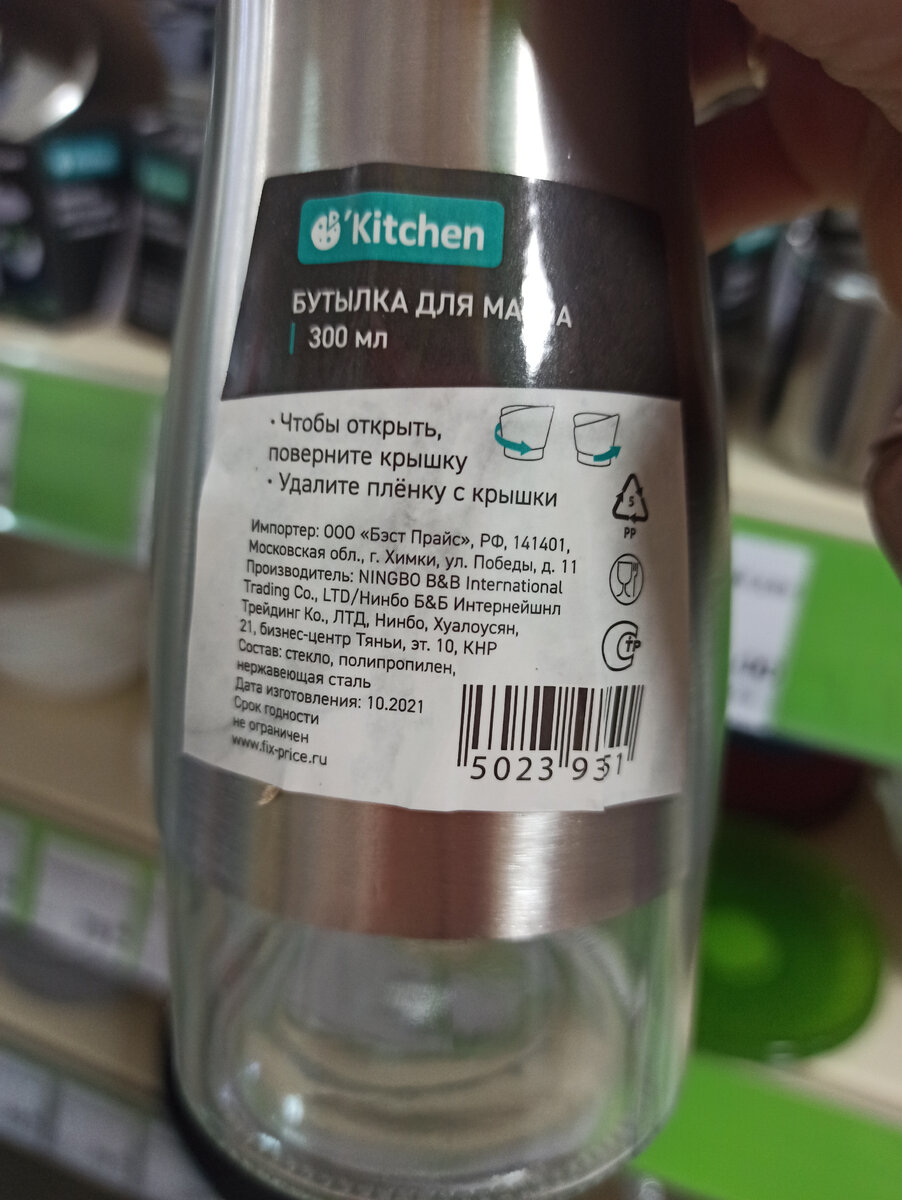 D'Kitchen
БУТЫЛКА ДЛЯ МАСЛА
300 мл
· Чтобы открыть,
поверните крышку
· Удалите плёнку с крышки
5
PP
Импортер: ООО «Бэст Прайс», РФ, 141401,
Московская обл., г. Химки, ул. Победы, д. 11
Производитель: NINGBO B&B International
Trading Co., LTD/Нинбо Б&Б Интернейшнл
Трейдинг Ко., ЛТД, Нинбо, Хуалоусян,
21, бизнес-центр Тяньи, эт. 10, КНР
Состав: стекло, полипропилен,
нержавеющая сталь
Дата изготовления: 10.2021
Срок годности
не ограничен
www.fix-price.ru
5023 9351